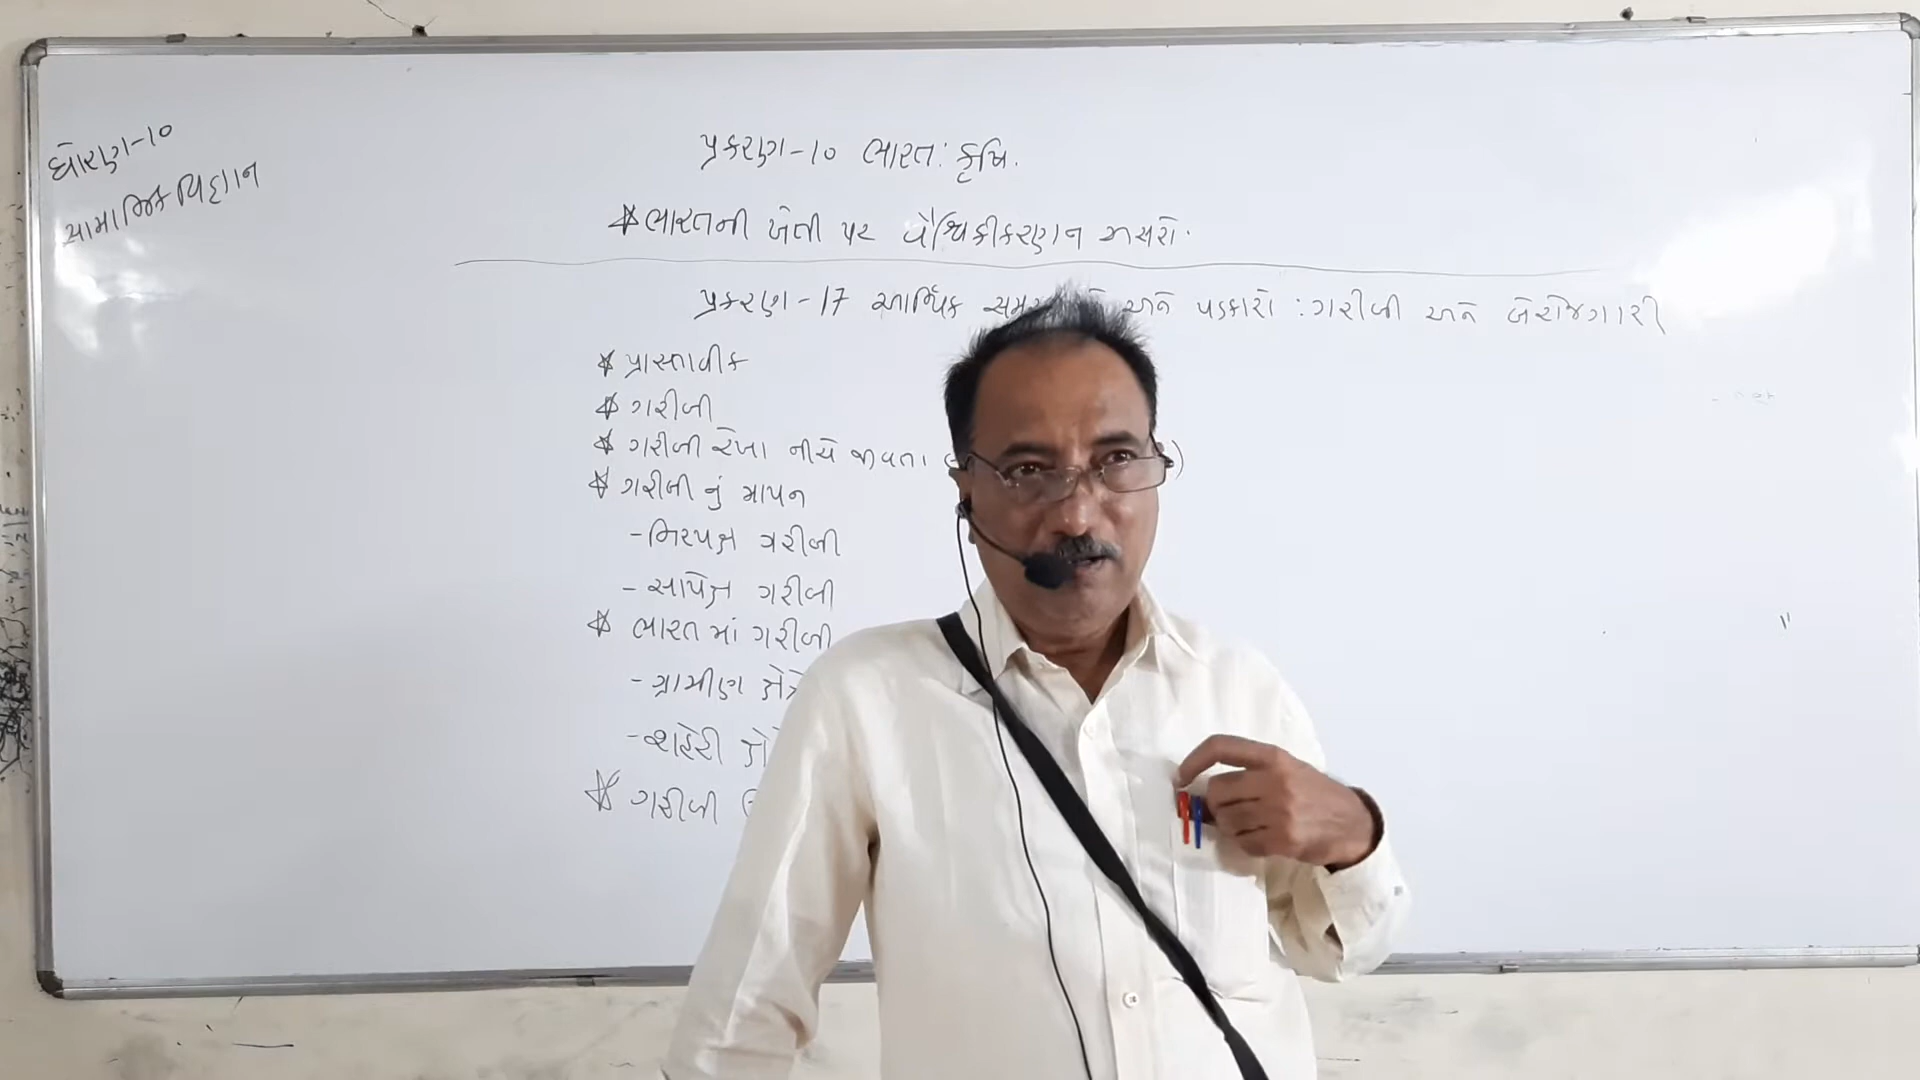 ધોરણ-૧૦
સામાજિક વિજ્ઞાન
પ્રકરણ-૧૦ ભારત: કૃષિ.
* ભારતની ખેતી પર વૈશ્વિકીકરણન અસરો.
પ્રકરણ-17 આર્થિક અને પડકારો : ગરીબી અને બેરોજગારી
* પ્રાસ્તાવીક
* ગરીબી
* ગરીબી રેખા નીચે જીવતા
* ગરીબી નું માપન
- નિરપેક્ષ ગરીબી
- સાપેક્ષ ગરીબી
* ભારત માં ગરીબી
- ગ્રામીણ ક્ષેત્રે
- શહેરી
* ગરીબી